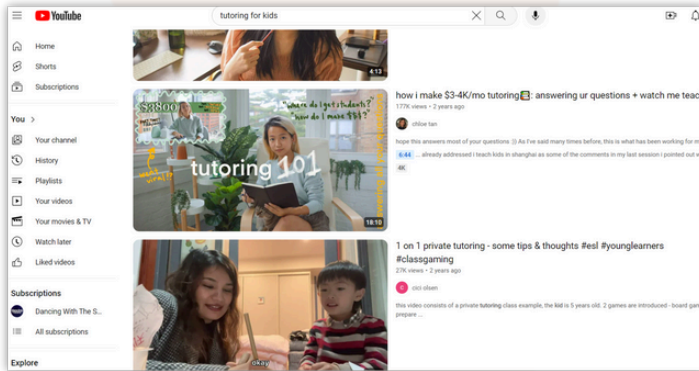 YouTube
tutoring for kids
Home
Shorts
Subscriptions
You
Your channel
History
Playlists
Your videos
Your movies & TV
Watch later
Liked videos
Subscriptions
Dancing With The S...
All subscriptions
Explore
4:13
$3800
"where do i get students?"
"how do i make $$$?"
tutoring 101
18:10
how i make $3-4K/mo tutoring: answering ur questions + watch me teac
177K views • 2 years ago
chloe tan
hope this answers most of your questions :)) As I've said many times before, this is what has been working for m
6:44 ... already addressed i teach kids in shanghai as some of the comments in my last session i pointed out
4K
okay
1 on 1 private tutoring - some tips & thoughts #esl #younglearners
#classgaming
27K views • 2 years ago
C cici olsen
this video consists of a private tutoring class example, the kid is 5 years old. 2 games are introduced - board gam
prepare ...